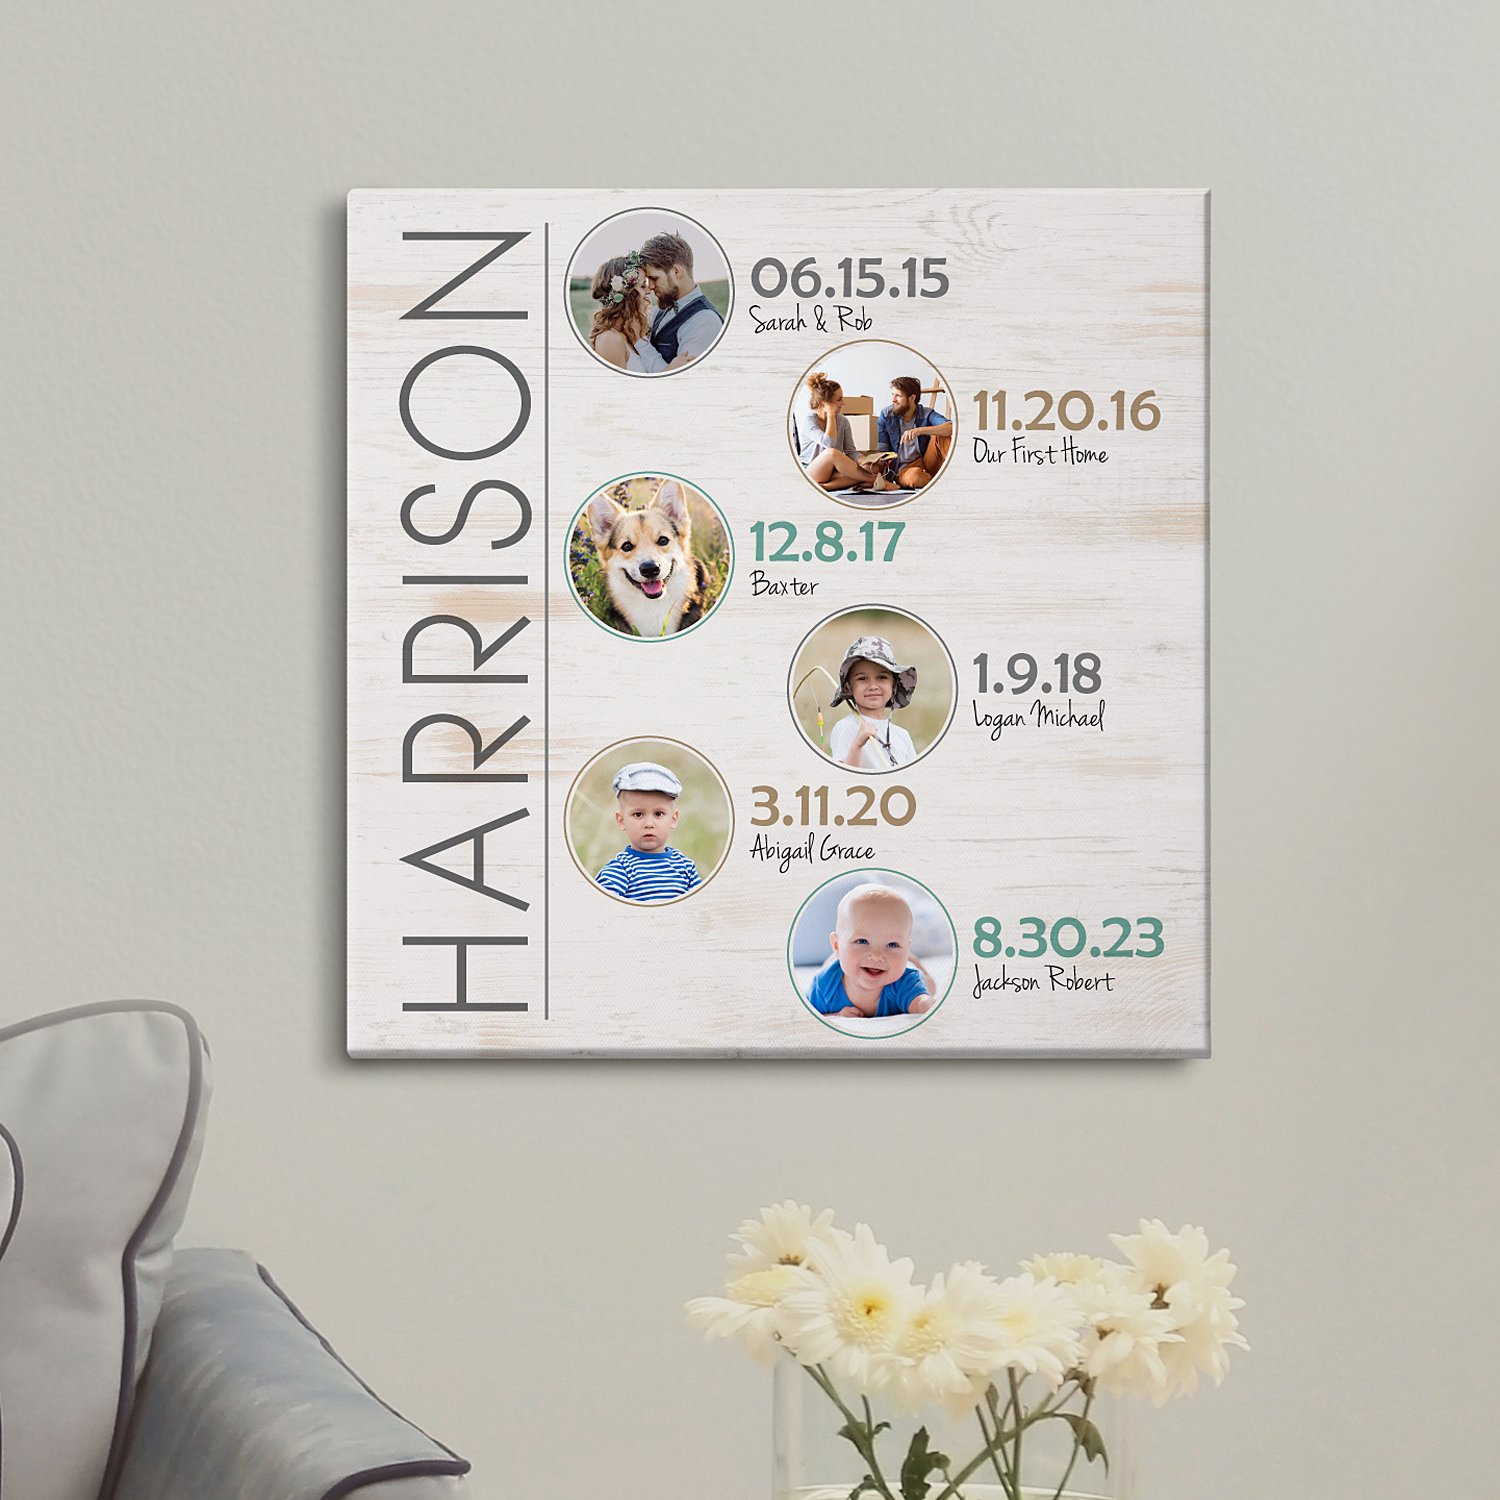 HARRISON
06.15.15
Sarah & Rob
11.20.16
Our First Home
12.8.17
Baxter
1.9.18
Logan Michael
3.11.20
Abigail Grace
8.30.23
Jackson Robert